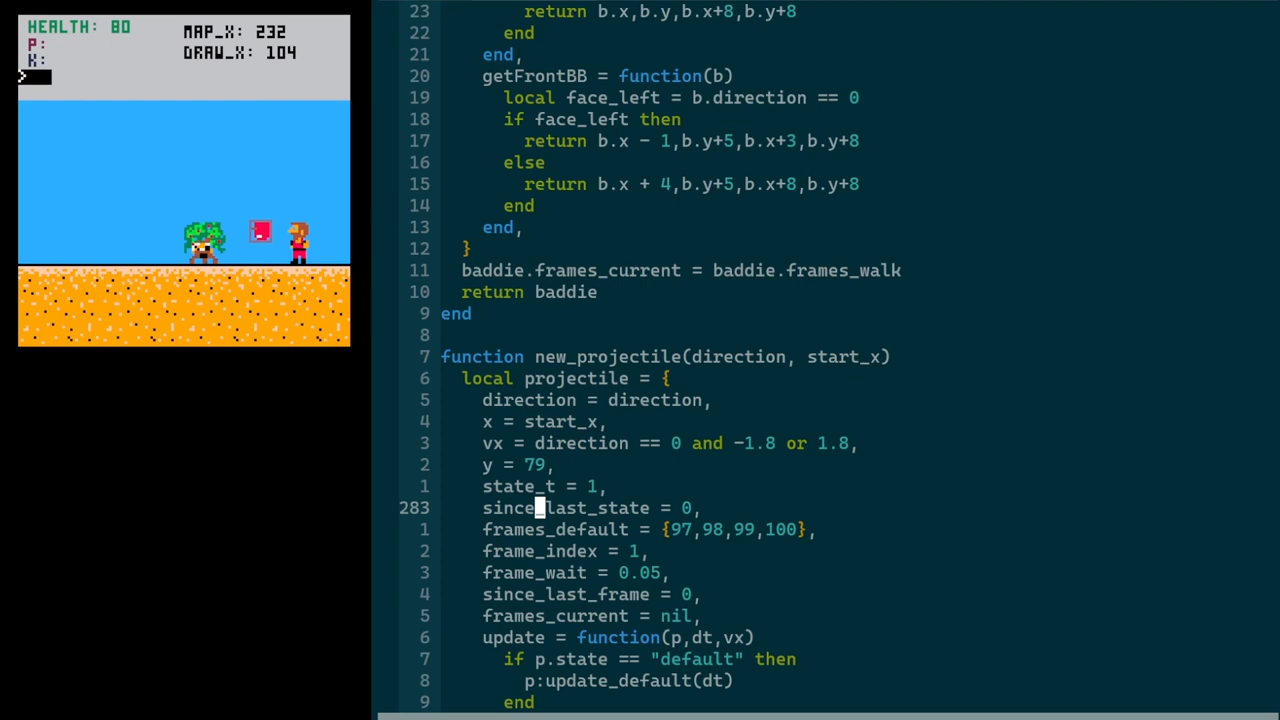 HEALTH: 80
P:
K:
>
MAP_X: 232
DRAW_X: 104
23 return b.x,b.y,b.x+8,b.y+8
22 end
21 end,
20 getFrontBB = function(b)
19 local face_left = b.direction == 0
18 if face_left then
17 return b.x - 1,b.y+5,b.x+3,b.y+8
16 else
15 return b.x + 4,b.y+5,b.x+8,b.y+8
14 end
13 end,
12 }
11 baddie.frames_current = baddie.frames_walk
10 return baddie
9 end
8
7 function new_projectile(direction, start_x)
6 local projectile = {
5 direction = direction,
4 x = start_x,
3 vx = direction == 0 and -1.8 or 1.8,
2 y = 79,
1 state_t = 1,
283 since_last_state = 0,
1 frames_default = {97,98,99,100},
2 frame_index = 1,
3 frame_wait = 0.05,
4 since_last_frame = 0,
5 frames_current = nil,
6 update = function(p,dt,vx)
7 if p.state == "default" then
8 p:update_default(dt)
9 end